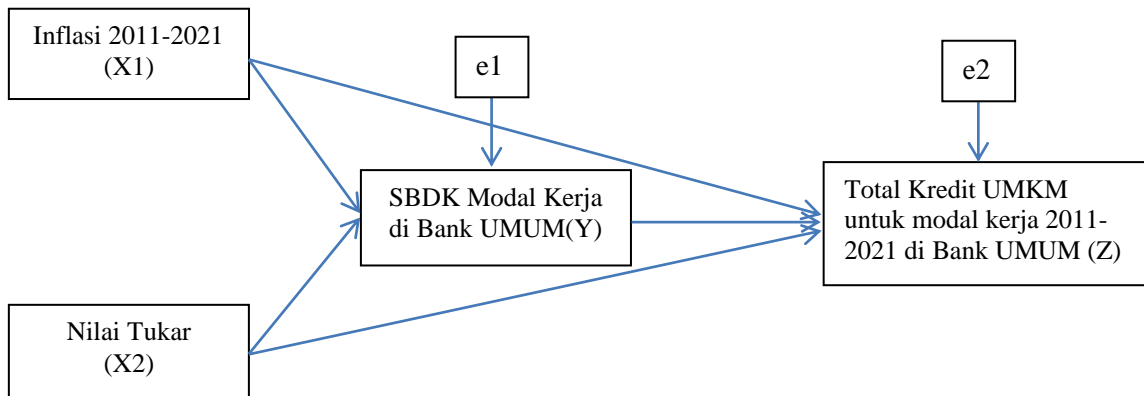 Inflasi 2011-2021
(X1)
e1
e2
SBDK Modal Kerja
di Bank UMUM(Y)
Total Kredit UMKM
untuk modal kerja 2011-
2021 di Bank UMUM (Z)
Nilai Tukar
(X2)